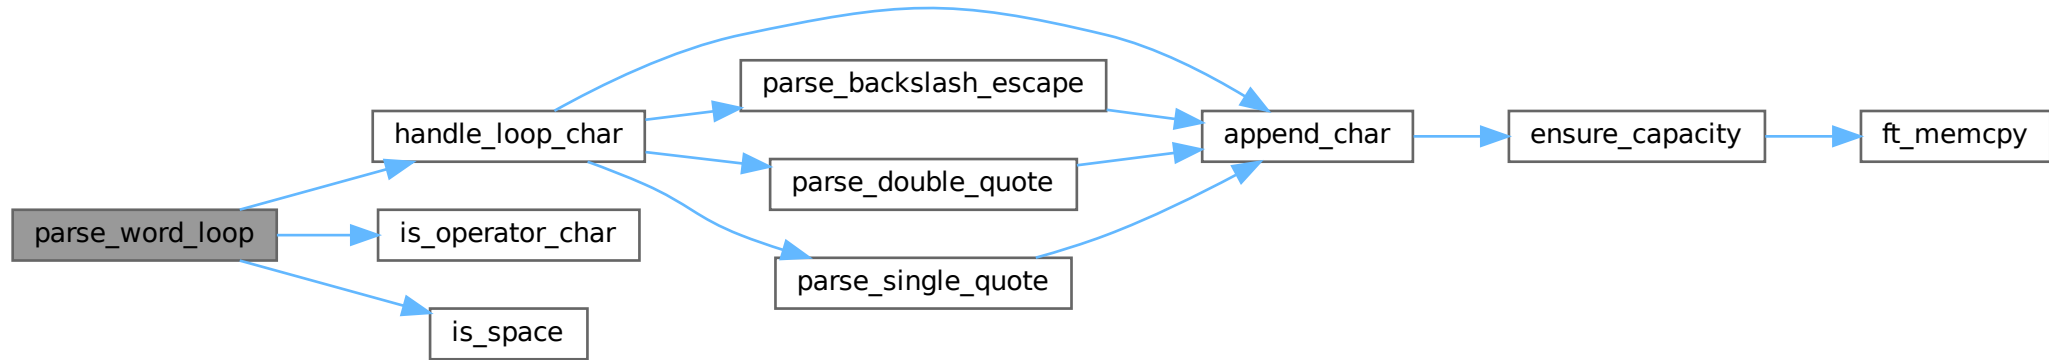 parse_word_loop
handle_loop_char
is_operator_char
is_space
parse_backslash_escape
parse_double_quote
parse_single_quote
append_char
ensure_capacity
ft_memcpy